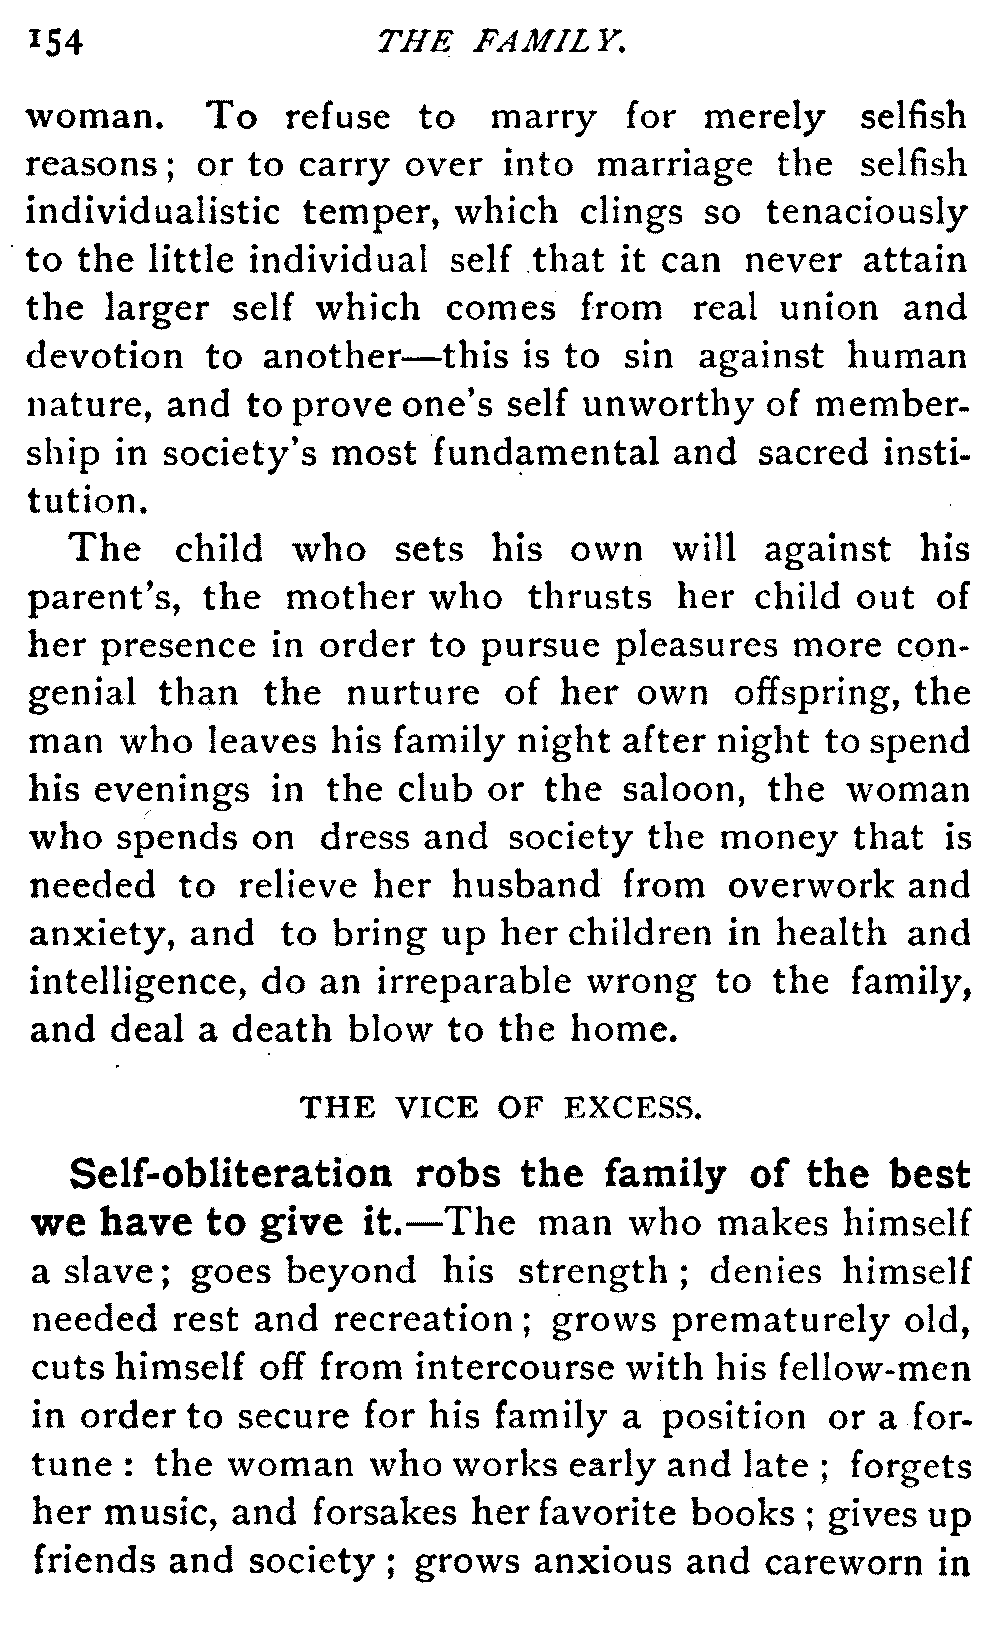 154 THE FAMILY.
woman. To refuse to marry for merely selfish
reasons; or to carry over into marriage the selfish
individualistic temper, which clings so tenaciously
to the little individual self that it can never attain
the larger self which comes from real union and
devotion to another—this is to sin against human
nature, and to prove one's self unworthy of member-
ship in society's most fundamental and sacred insti-
tution.
The child who sets his own will against his
parent's, the mother who thrusts her child out of
her presence in order to pursue pleasures more con-
genial than the nurture of her own offspring, the
man who leaves his family night after night to spend
his evenings in the club or the saloon, the woman
who spends on dress and society the money that is
needed to relieve her husband from overwork and
anxiety, and to bring up her children in health and
intelligence, do an irreparable wrong to the family,
and deal a death blow to the home.
THE VICE OF EXCESS.
Self-obliteration robs the family of the best
we have to give it.—The man who makes himself
a slave; goes beyond his strength; denies himself
needed rest and recreation; grows prematurely old,
cuts himself off from intercourse with his fellow-men
in order to secure for his family a position or a for-
tune: the woman who works early and late; forgets
her music, and forsakes her favorite books; gives up
friends and society; grows anxious and careworn in